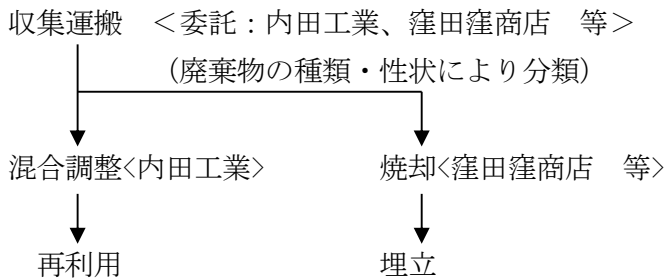 収集運搬　＜委託：内田工業、窪田窪商店　等＞
（廃棄物の種類・性状により分類）
混合調整<内田工業>　焼却<窪田窪商店　等>
再利用　埋立